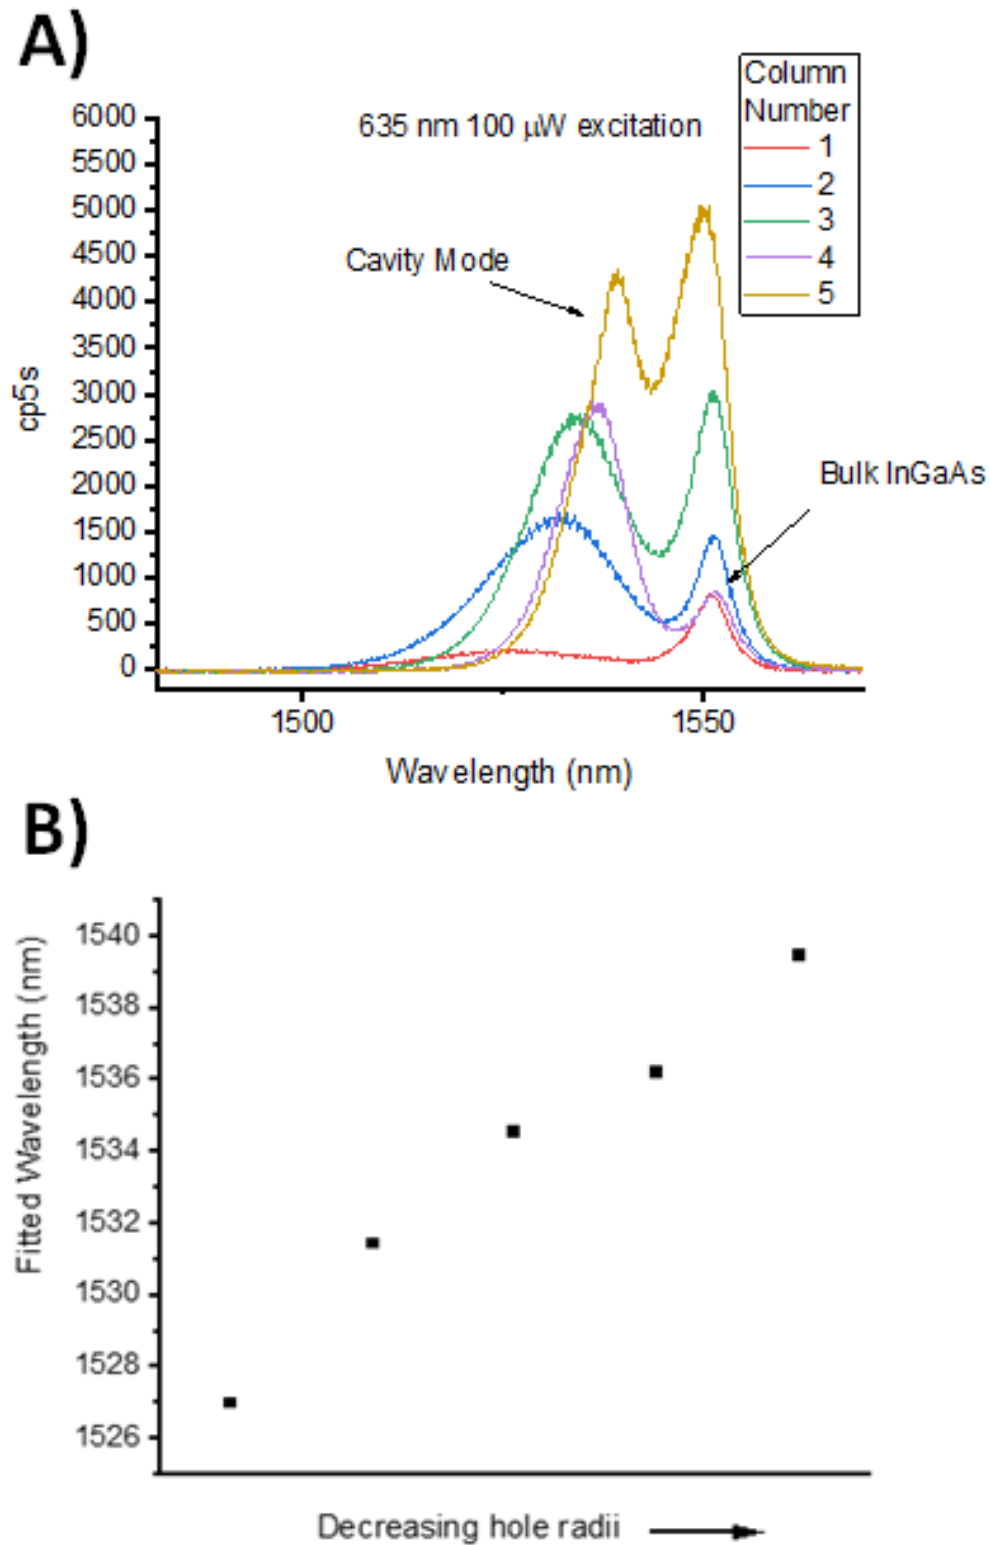 A)
Column
Number
1
2
3
4
5
635 nm 100 μW excitation
6000
5500
5000
4500
4000
3500
3000
2500
2000
1500
1000
500
0
cp5s
Cavity Mode
Bulk InGaAs
1500
1550
Wavelength (nm)
B)
1540
1538
1536
1534
1532
1530
1528
1526
Fitted Wavelength (nm)
Decreasing hole radii